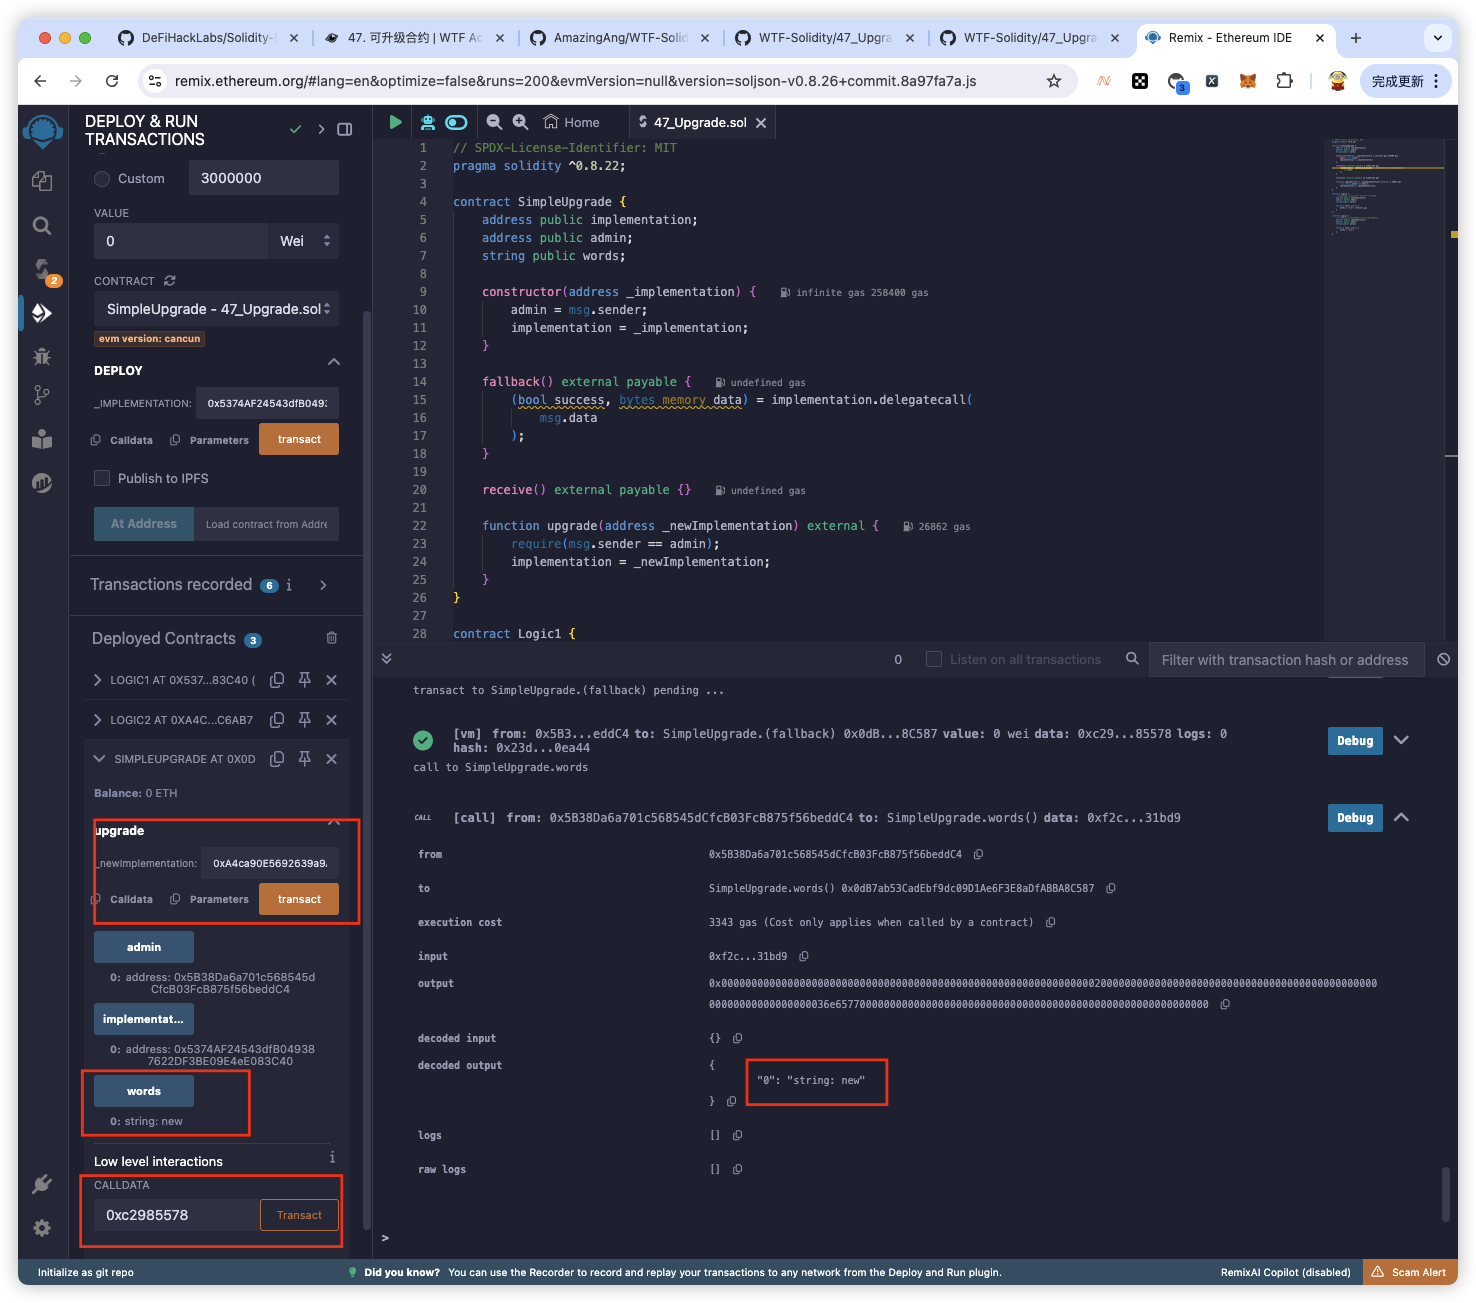 DeFiHackLabs/Solidity-
47. 可升级合约 | WTF Ac
AmazingAng/WTF-Solid
WTF-Solidity/47_Upgra
WTF-Solidity/47_Upgra
Remix - Ethereum IDE
remix.ethereum.org/#lang=en&optimize=false&runs=200&evmVersion=null&version=soljson-v0.8.26+commit.8a97fa7a.js
3
完成更新
DEPLOY & RUN
TRANSACTIONS
Custom
3000000
VALUE
0
Wei
CONTRACT
SimpleUpgrade - 47_Upgrade.sol
evm version: cancun
DEPLOY
_IMPLEMENTATION:
0x5374AF24543dfB0493
Calldata
Parameters
transact
Publish to IPFS
At Address
Load contract from Addre
Transactions recorded 6 i
Deployed Contracts 3
LOGIC1 AT 0X537...83C40 (
LOGIC2 AT 0XA4C...C6AB7
SIMPLEUPGRADE AT 0X0D
Balance: 0 ETH
upgrade
_newImplementation:
0xA4ca90E5692639a9
Calldata
Parameters
transact
admin
0: address: 0x5B38Da6a701c568545d
CfcB03FcB875f56beddC4
implementat...
0: address: 0x5374AF24543dfB04938
7622DF3BE09E4eE083C40
words
0: string: new
Low level interactions
i
CALLDATA
0xc2985578
Transact
2
Home
47_Upgrade.sol
1 // SPDX-License-Identifier: MIT
2 pragma solidity ^0.8.22;
3
4 contract SimpleUpgrade {
5 address public implementation;
6 address public admin;
7 string public words;
8
9 constructor(address _implementation) { infinite gas 258400 gas
10 admin = msg.sender;
11 implementation = _implementation;
12 }
13
14 fallback() external payable { undefined gas
15 (bool success, bytes memory data) = implementation.delegatecall(
16 msg.data
17 );
18 }
19
20 receive() external payable {} undefined gas
21
22 function upgrade(address _newImplementation) external { 26862 gas
23 require(msg.sender == admin);
24 implementation = _newImplementation;
25 }
26 }
27
28 contract Logic1 {
0
Listen on all transactions
Filter with transaction hash or address
transact to SimpleUpgrade.(fallback) pending ...
[vm] from: 0x5B3...eddC4 to: SimpleUpgrade.(fallback) 0x0dB...8C587 value: 0 wei data: 0xc29...85578 logs: 0
hash: 0x23d...0ea44
Debug
call to SimpleUpgrade.words
CALL [call] from: 0x5B38Da6a701c568545dCfcB03FcB875f56beddC4 to: SimpleUpgrade.words() data: 0xf2c...31bd9
Debug
from 0x5B38Da6a701c568545dCfcB03FcB875f56beddC4
to SimpleUpgrade.words() 0x0dB7ab53CadEbf9dc09D1Ae6F3E8aDfABBA8C587
execution cost 3343 gas (Cost only applies when called by a contract)
input 0xf2c...31bd9
output
decoded input {}
decoded output {
"0": "string: new"
}
logs []
raw logs []
>
Initialize as git repo
Did you know? You can use the Recorder to record and replay your transactions to any network from the Deploy and Run plugin.
RemixAI Copilot (disabled)
Scam Alert